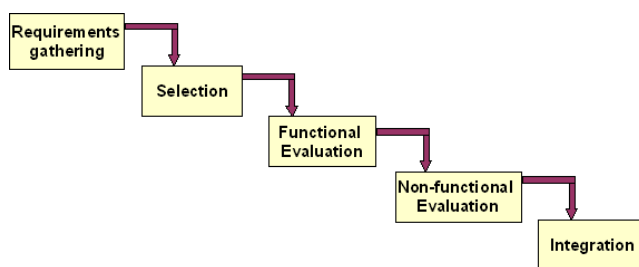 Requirements
gathering
Selection
Functional
Evaluation
Non-functional
Evaluation
Integration